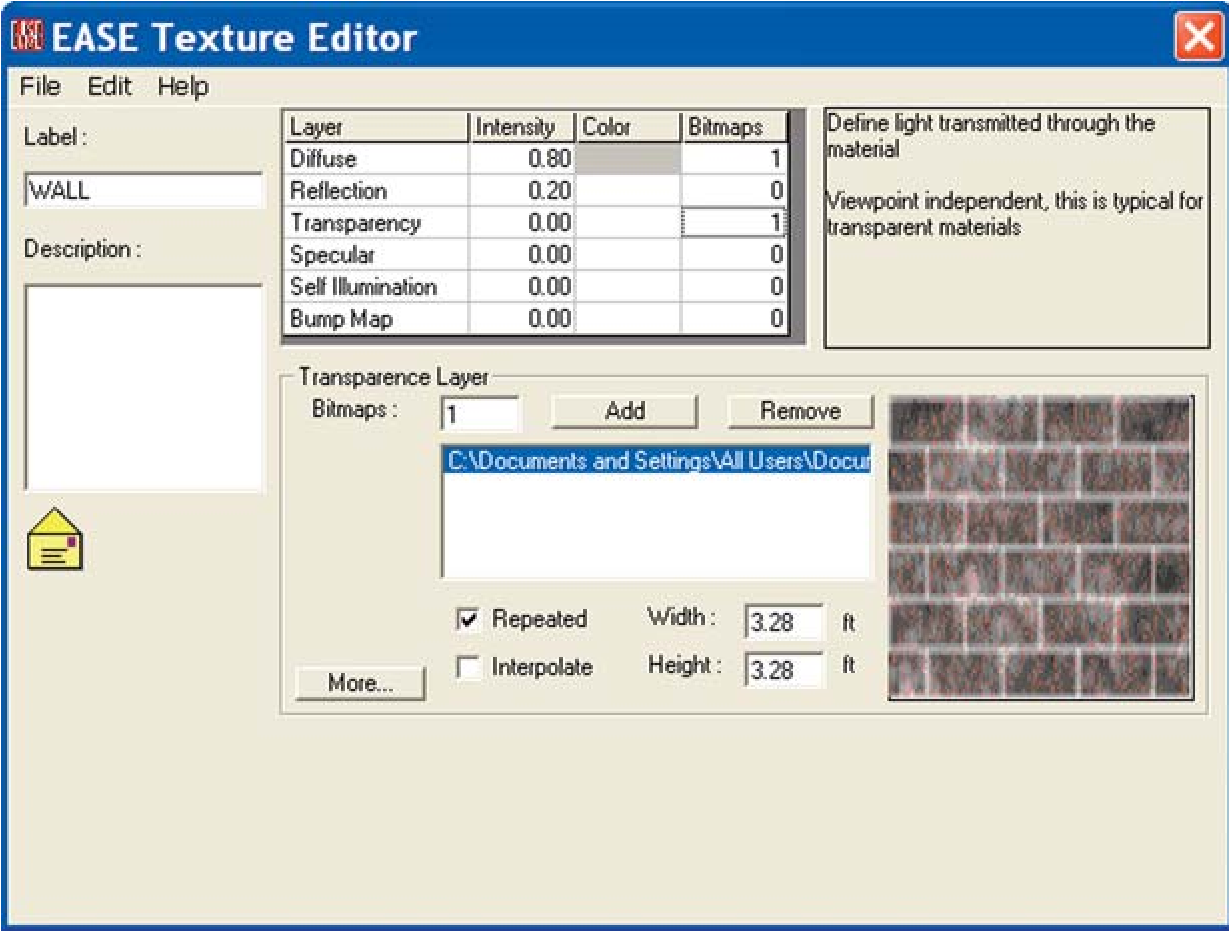 EASE Texture Editor
File Edit Help
Label :
WALL
Description :
Layer Intensity Color Bitmaps
Diffuse 0.80 1
Reflection 0.20 0
Transparency 0.00 1
Specular 0.00 0
Self Illumination 0.00 0
Bump Map 0.00 0
Define light transmitted through the
material
Viewpoint independent, this is typical for
transparent materials
Transparence Layer
Bitmaps : 1 Add Remove
C:\Documents and Settings\All Users\Docur
Repeated Width : 3.28 ft
Interpolate Height : 3.28 ft
More...